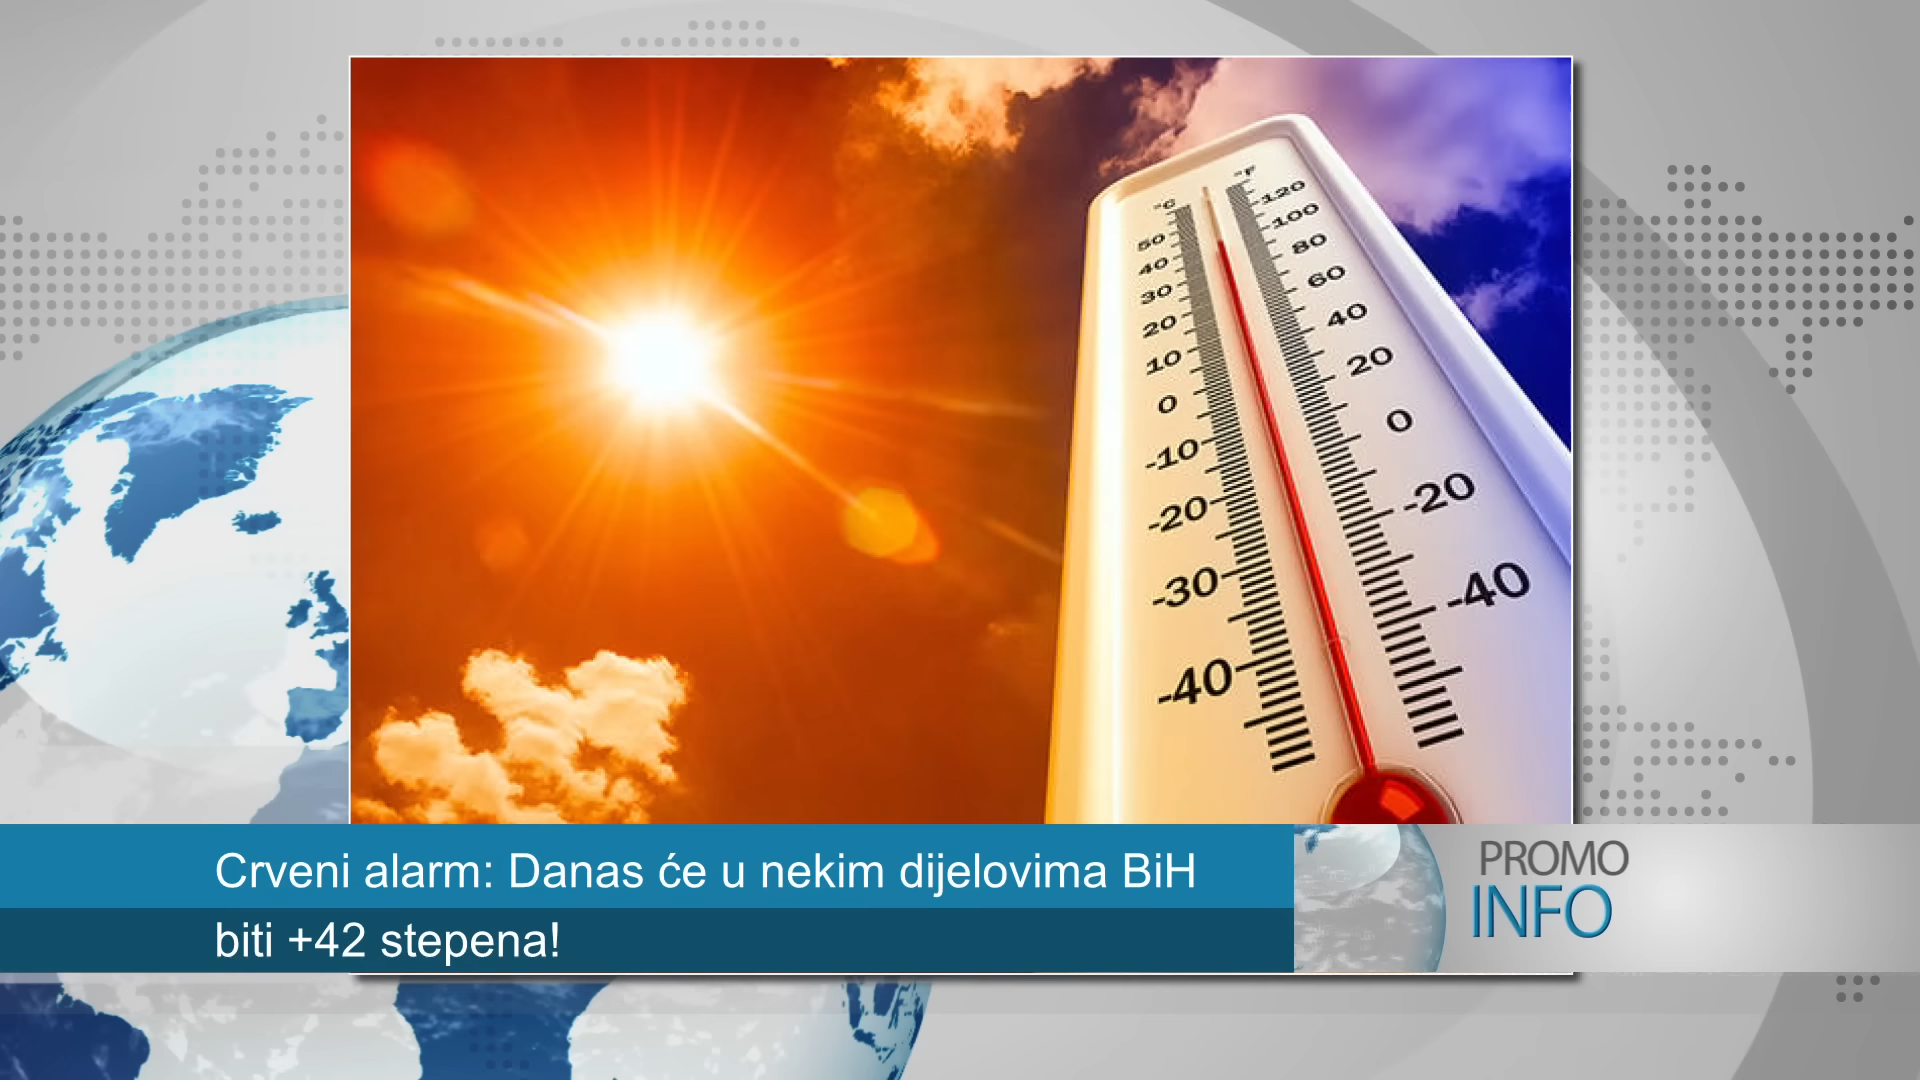 °C °F
120
100
50 80
40 60
30 40
20 20
10 0
0 -20
-10 -40
-20
-30
-40
Crveni alarm: Danas će u nekim dijelovima BiH
biti +42 stepena!
PROMO
INFO